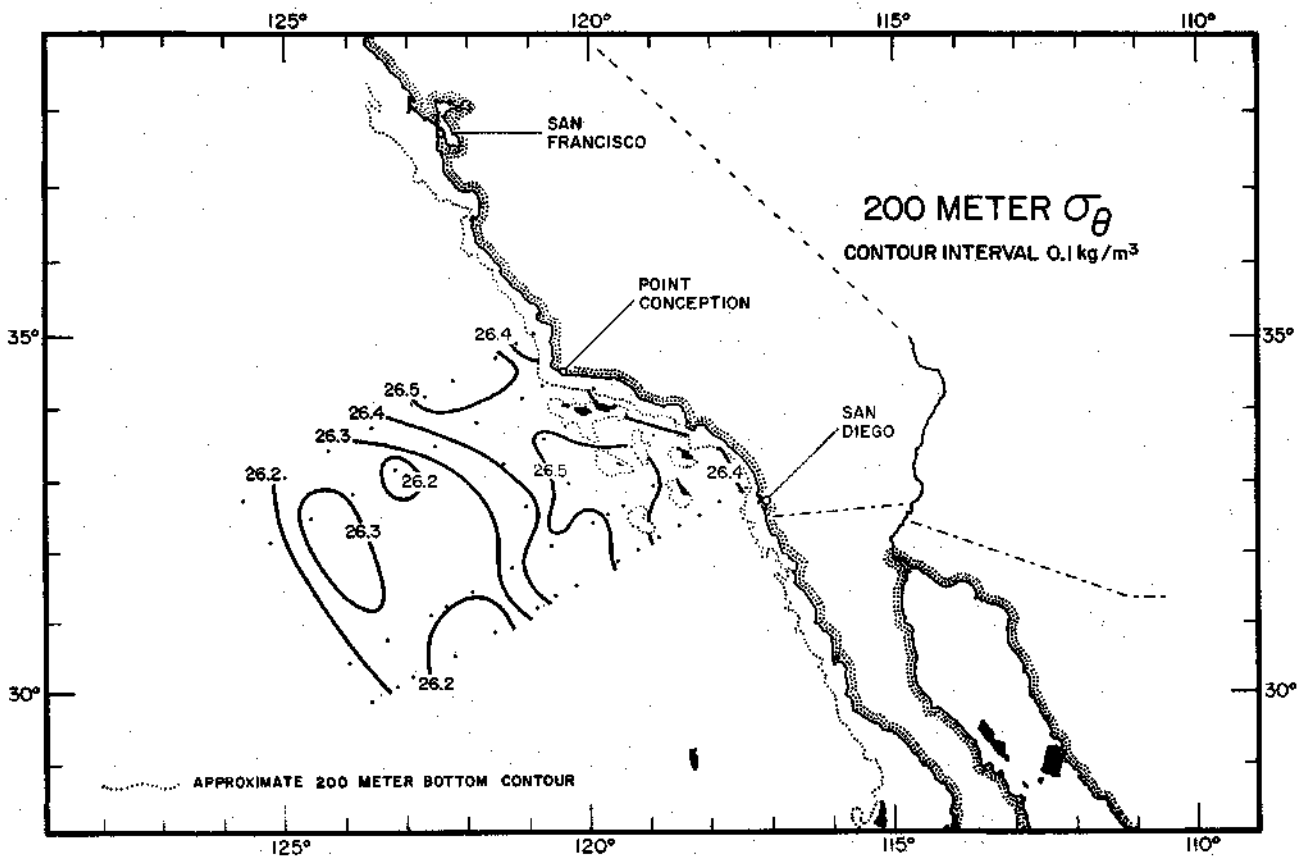 125° 120° 115° 110°
SAN
FRANCISCO
200 METER σθ
CONTOUR INTERVAL 0.1 kg/m³
POINT
CONCEPTION
35° 26.4 35°
26.5
26.4
SAN
DIEGO
26.3
26.2 26.2 26.5 26.4
26.3
30° 26.2 30°
APPROXIMATE 200 METER BOTTOM CONTOUR
125° 120° 115° 110°